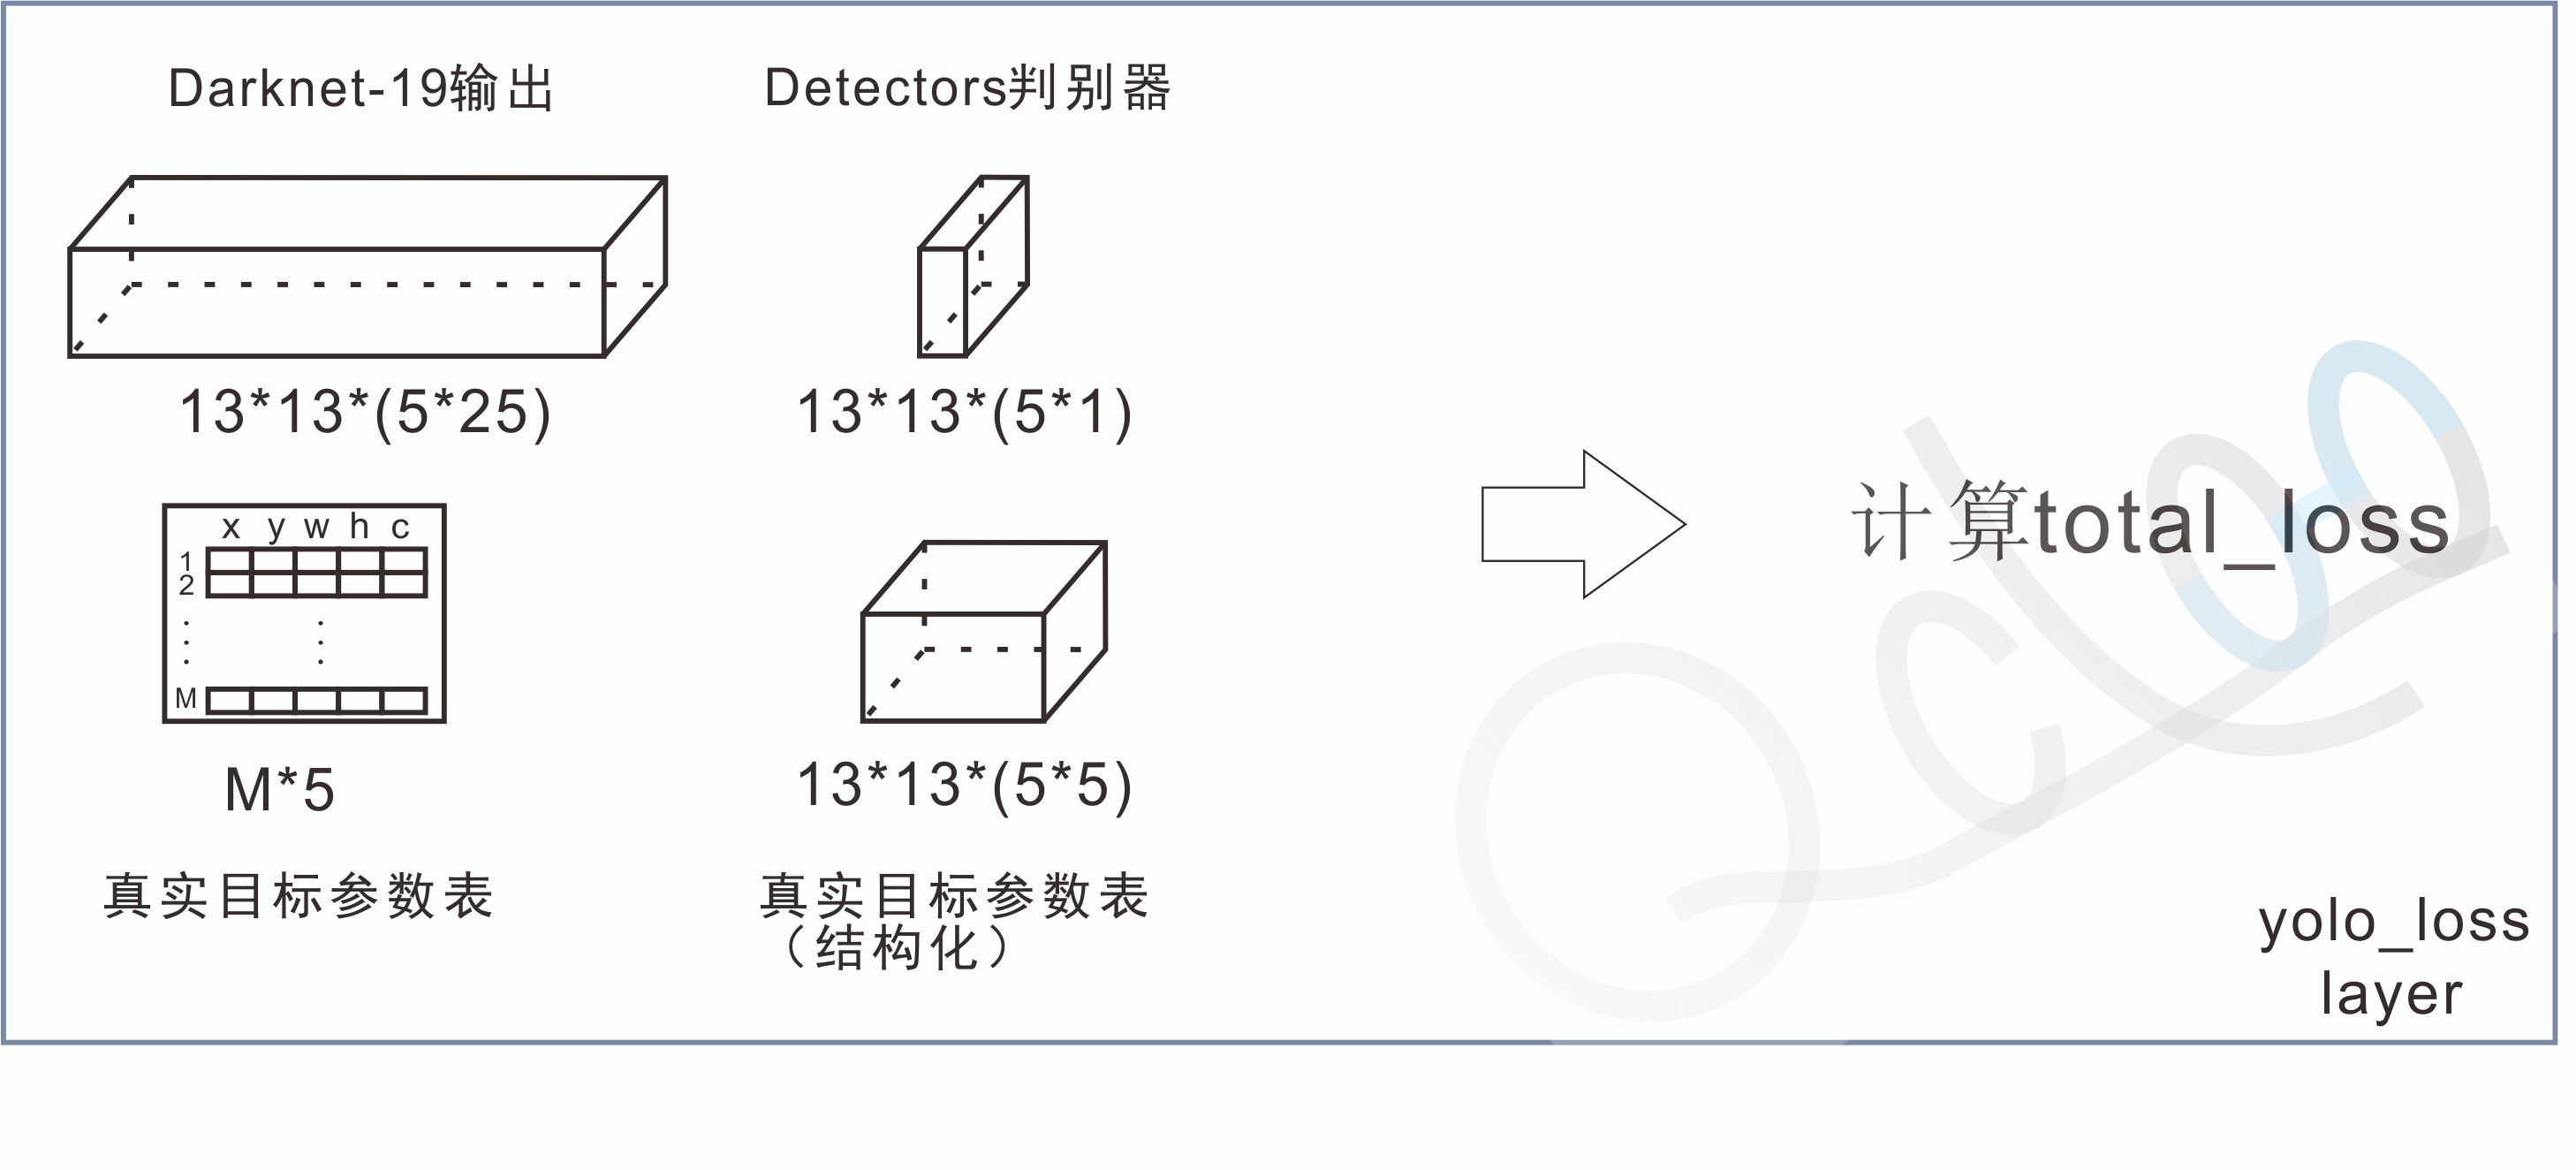 Darknet-19输出
Detectors判别器
13*13*(5*25)
13*13*(5*1)
x y w h c
1
2
M
计算total_loss
M*5
13*13*(5*5)
真实目标参数表
真实目标参数表
（结构化）
yolo_loss
layer